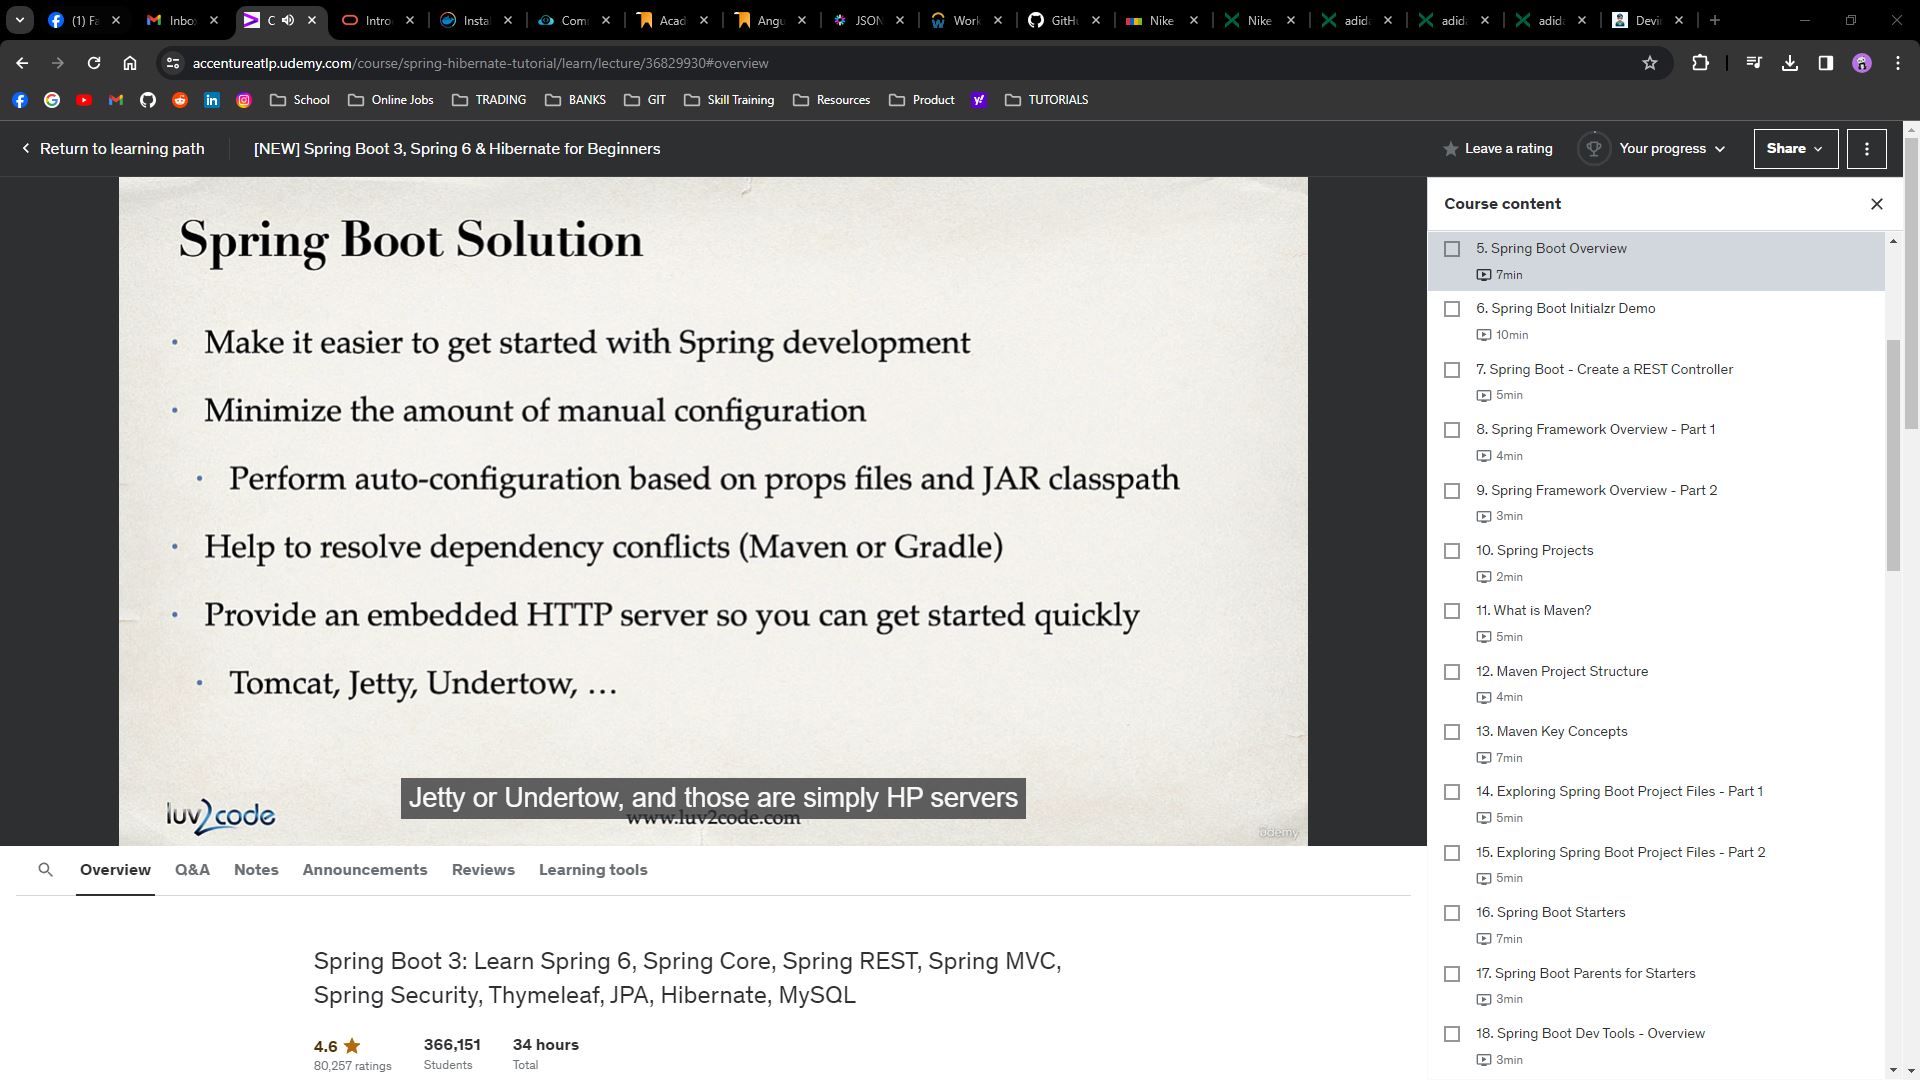 (1) Fa
Inbo
C
Intro
Insta
Com
Acad
Angu
JSON
Work
GitHu
Nike
Nike
adida
adida
adida
Devin
accentureatlp.udemy.com/course/spring-hibernate-tutorial/learn/lecture/36829930#overview
School
Online Jobs
TRADING
BANKS
GIT
Skill Training
Resources
Product
y!
TUTORIALS
Return to learning path
[NEW] Spring Boot 3, Spring 6 & Hibernate for Beginners
Leave a rating
Your progress
Share
Spring Boot Solution
• Make it easier to get started with Spring development
• Minimize the amount of manual configuration
• Perform auto-configuration based on props files and JAR classpath
• Help to resolve dependency conflicts (Maven or Gradle)
• Provide an embedded HTTP server so you can get started quickly
• Tomcat, Jetty, Undertow, …
Jetty or Undertow, and those are simply HP servers
luv2code
www.luv2code.com
ûdemy
Course content
5. Spring Boot Overview
7min
6. Spring Boot Initialzr Demo
10min
7. Spring Boot - Create a REST Controller
5min
8. Spring Framework Overview - Part 1
4min
9. Spring Framework Overview - Part 2
3min
10. Spring Projects
2min
11. What is Maven?
5min
12. Maven Project Structure
4min
13. Maven Key Concepts
7min
14. Exploring Spring Boot Project Files - Part 1
5min
15. Exploring Spring Boot Project Files - Part 2
5min
16. Spring Boot Starters
7min
17. Spring Boot Parents for Starters
3min
18. Spring Boot Dev Tools - Overview
3min
Overview
Q&A
Notes
Announcements
Reviews
Learning tools
Spring Boot 3: Learn Spring 6, Spring Core, Spring REST, Spring MVC,
Spring Security, Thymeleaf, JPA, Hibernate, MySQL
4.6
80,257 ratings
366,151
Students
34 hours
Total